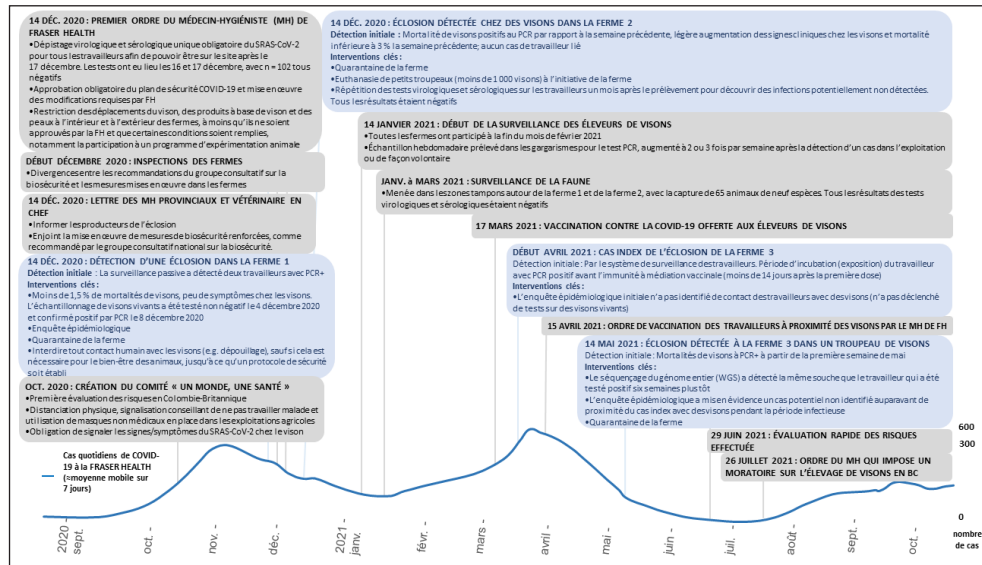 14 DÉC. 2020 : PREMIER ORDRE DU MÉDECIN-HYGIÉNISTE (MH) DE
FRASER HEALTH
•Dépistage virologique et sérologique unique obligatoire du SRAS-CoV-2
pour tous les travailleurs afin de pouvoir être sur le site après le
17 décembre. Les tests ont eu lieu les 16 et 17 décembre, avec n = 102 tous
négatifs
•Approbation obligatoire du plan de sécurité COVID-19 et mise en œuvre
des modifications requises par FH
•Restriction des déplacements du vison, des produits à base de vison et des
peaux à l'intérieur et à l'extérieur des fermes, à moins qu'ils ne soient
approuvés par la FH et que certaines conditions soient remplies,
notamment la participation à un programme d'expérimentation animale
DÉBUT DÉCEMBRE 2020 : INSPECTIONS DES FERMES
•Divergences entre les recommandations du groupe consultatif sur la
biosécurité et les mesures mises en œuvre dans les fermes
14 DÉC. 2020 : LETTRE DES MH PROVINCIAUX ET VÉTÉRINAIRE EN
CHEF
•Informer les producteurs de l'éclosion
•Enjoint la mise en œuvre de mesures de biosécurité renforcées, comme
recommandé par le groupe consultatif national sur la biosécurité.
14 DÉC. 2020 : DÉTECTION D'UNE ÉCLOSION DANS LA FERME 1
Détection initiale : La surveillance passive a détecté deux travailleurs avec PCR+
Interventions clés :
•Moins de 1,5 % de mortalités de visons, peu de symptômes chez les visons.
L'échantillonnage de visons vivants a été testé non négatif le 4 décembre 2020
et confirmé positif par PCR le 8 décembre 2020
•Enquête épidémiologique
•Quarantaine de la ferme
•Interdire tout contact humain avec les visons (e.g. dépouillage), sauf si cela est
nécessaire pour le bien-être des animaux, jusqu'à ce qu'un protocole de sécurité
soit établi
OCT. 2020 : CRÉATION DU COMITÉ « UN MONDE, UNE SANTÉ »
•Première évaluation des risques en Colombie-Britannique
•Distanciation physique, signalisation conseillant de ne pas travailler malade et
utilisation de masques non médicaux en place dans les exploitations agricoles
•Obligation de signaler les signes/symptômes du SRAS-CoV-2 chez le vison
14 DÉC. 2020 : ÉCLOSION DÉTECTÉE CHEZ DES VISONS DANS LA FERME 2
Détection initiale : Mortalité de visons positifs au PCR par rapport à la semaine précédente, légère augmentation des signes cliniques chez les visons et mortalité
inférieure à 3 % la semaine précédente; aucun cas de travailleur lié
Interventions clés :
•Quarantaine de la ferme
•Euthanasie de petits troupeaux (moins de 1 000 visons) à l'initiative de la ferme
•Répétition des tests virologiques et sérologiques sur les travailleurs un mois après le prélèvement pour découvrir des infections potentiellement non détectées.
Tous les résultats étaient négatifs
14 JANVIER 2021 : DÉBUT DE LA SURVEILLANCE DES ÉLEVEURS DE VISONS
•Toutes les fermes ont participé à la fin du mois de février 2021
•Échantillon hebdomadaire prélevé dans les gargarismes pour le test PCR, augmenté à 2 ou 3 fois par semaine après la détection d'un cas dans l'exploitation
ou de façon volontaire
JANV. à MARS 2021 : SURVEILLANCE DE LA FAUNE
•Menée dans les zones tampons autour de la ferme 1 et de la ferme 2, avec la capture de 65 animaux de neuf espèces. Tous les résultats des tests
virologiques et sérologiques étaient négatifs
17 MARS 2021 : VACCINATION CONTRE LA COVID-19 OFFERTE AUX ÉLEVEURS DE VISONS
DÉBUT AVRIL 2021 : CAS INDEX DE L'ÉCLOSION DE LA FERME 3
Détection initiale : Par le système de surveillance des travailleurs. Période d'incubation (exposition) du travailleur
avec PCR positif avant l'immunité à médiation vaccinale (moins de 14 jours après la première dose)
Interventions clés :
•L'enquête épidémiologique initiale n'a pas identifié de contact des travailleurs avec des visons (n'a pas déclenché
de tests sur des visons vivants)
15 AVRIL 2021 : ORDRE DE VACCINATION DES TRAVAILLEURS À PROXIMITÉ DES VISONS PAR LE MH DE FH
14 MAI 2021 : ÉCLOSION DÉTECTÉE À LA FERME 3 DANS UN TROUPEAU DE VISONS
Détection initiale : Mortalités de visons à PCR+ à partir de la première semaine de mai
Interventions clés :
•Le séquençage du génome entier (WGS) a détecté la même souche que le travailleur qui a été
testé positif six semaines plus tôt
•L'enquête épidémiologique a mis en évidence un cas potentiel non identifié auparavant de
proximité du cas index avec des visons pendant la période infectieuse
•Quarantaine de la ferme
29 JUIN 2021 : ÉVALUATION RAPIDE DES RISQUES
EFFECTUÉE
26 JUILLET 2021 : ORDRE DU MH QUI IMPOSE UN
MORATOIRE SUR L'ÉLEVAGE DE VISONS EN BC
Cas quotidiens de COVID-
19 à la FRASER HEALTH
(≈moyenne mobile sur
7 jours)
600
300
0
nombre
de cas
2020
sept.
oct.
nov.
déc.
2021
janv.
févr.
mars
avril
mai
juin
juil.
août
sept.
oct.